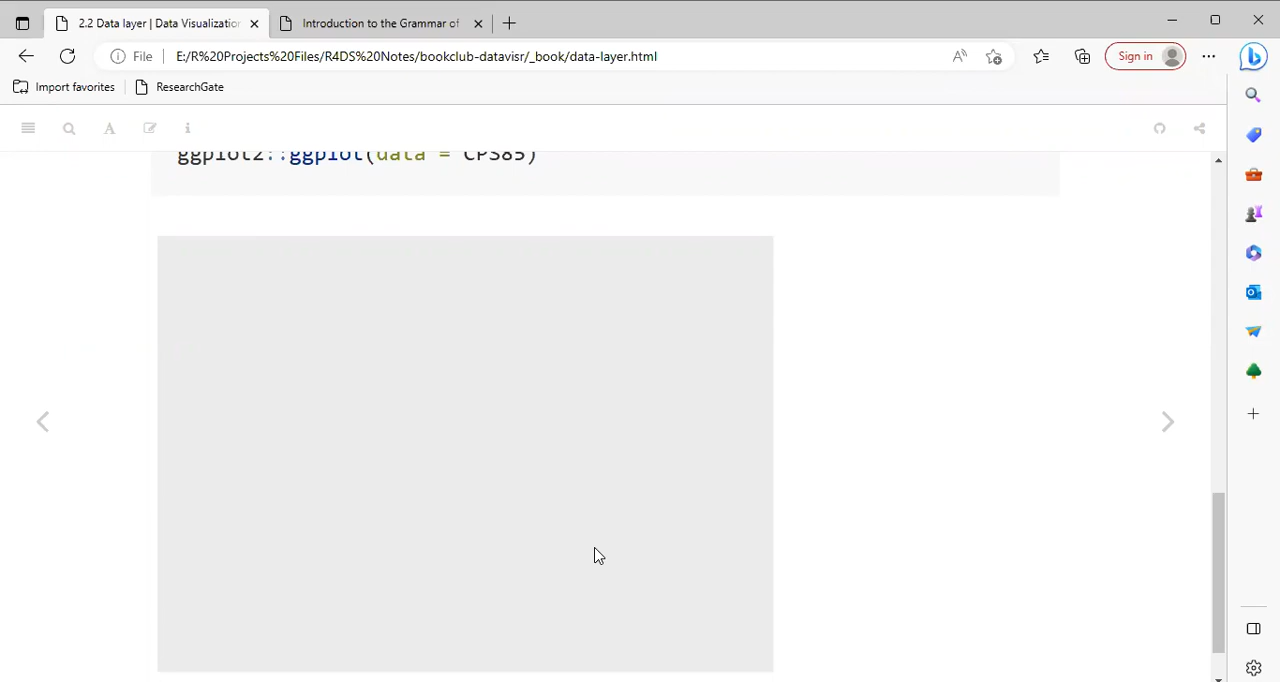 2.2 Data layer | Data Visualizatio
Introduction to the Grammar of
File
E:/R%20Projects%20Files/R4DS%20Notes/bookclub-datavisr/_book/data-layer.html
Sign in
Import favorites
ResearchGate
ggplot2::ggplot(data = CPS85)